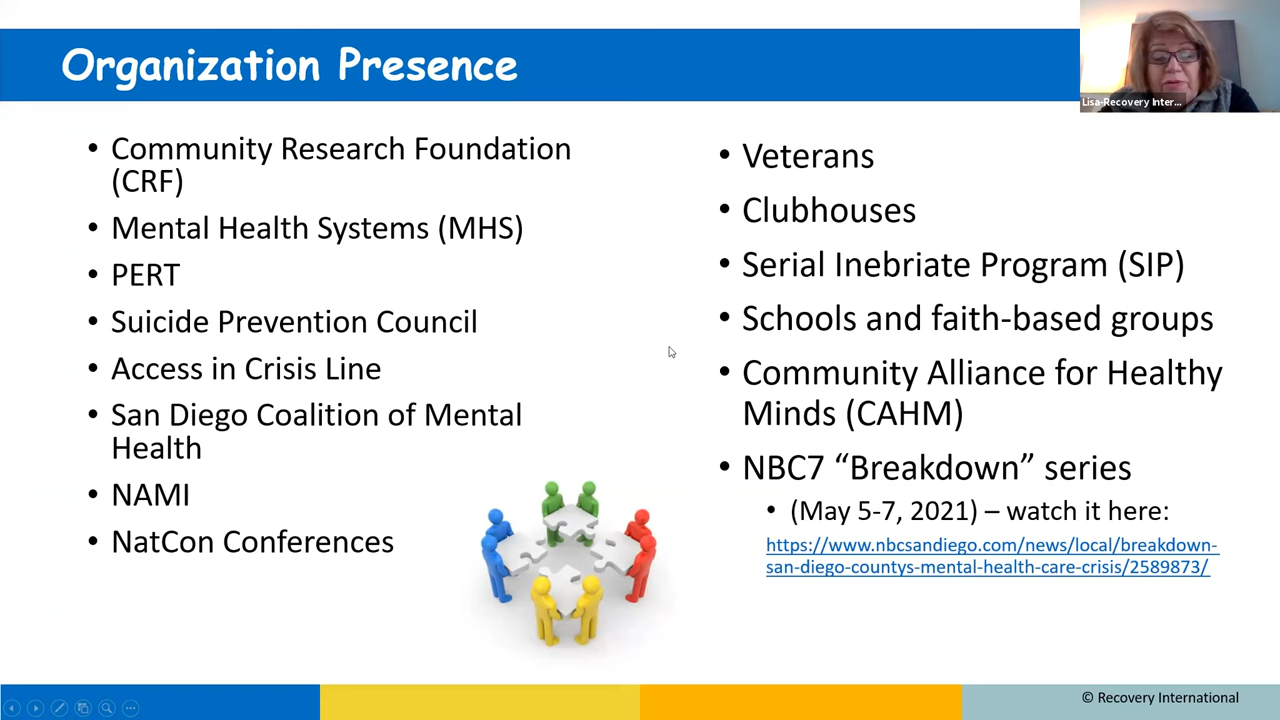 Organization Presence
Lisa-Recovery Inter...
• Community Research Foundation
(CRF)
• Mental Health Systems (MHS)
• PERT
• Suicide Prevention Council
• Access in Crisis Line
• San Diego Coalition of Mental
Health
• NAMI
• NatCon Conferences
• Veterans
• Clubhouses
• Serial Inebriate Program (SIP)
• Schools and faith-based groups
• Community Alliance for Healthy
Minds (CAHM)
• NBC7 “Breakdown” series
• (May 5-7, 2021) – watch it here:
https://www.nbcsandiego.com/news/local/breakdown-
san-diego-countys-mental-health-care-crisis/2589873/
© Recovery International